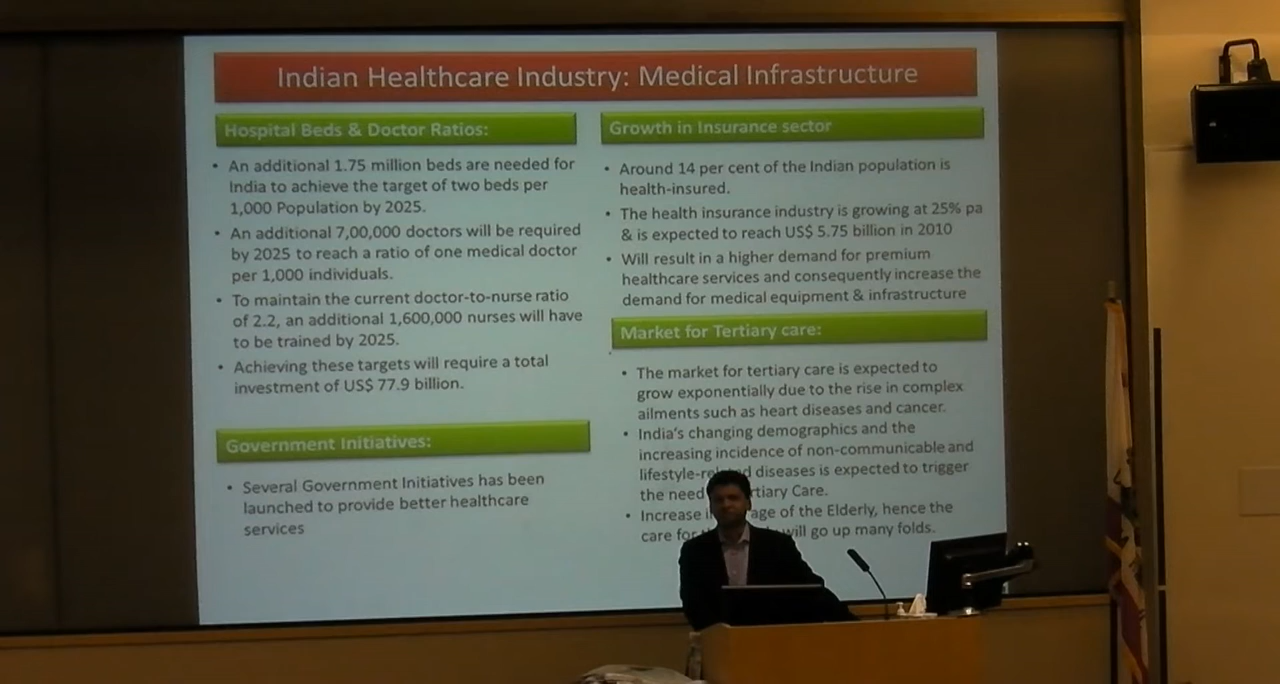 Indian Healthcare Industry: Medical Infrastructure
Hospital Beds & Doctor Ratios:
• An additional 1.75 million beds are needed for
India to achieve the target of two beds per
1,000 Population by 2025.
• An additional 7,00,000 doctors will be required
by 2025 to reach a ratio of one medical doctor
per 1,000 individuals.
• To maintain the current doctor-to-nurse ratio
of 2.2, an additional 1,600,000 nurses will have
to be trained by 2025.
• Achieving these targets will require a total
investment of US$ 77.9 billion.
Government Initiatives:
• Several Government Initiatives has been
launched to provide better healthcare
services
Growth in Insurance sector
• Around 14 per cent of the Indian population is
health-insured.
• The health insurance industry is growing at 25% pa
& is expected to reach US$ 5.75 billion in 2010
• Will result in a higher demand for premium
healthcare services and consequently increase the
demand for medical equipment & infrastructure
Market for Tertiary care:
• The market for tertiary care is expected to
grow exponentially due to the rise in complex
ailments such as heart diseases and cancer.
• India's changing demographics and the
increasing incidence of non-communicable and
diseases is expected to trigger
the need Care.
• Increase of the Elderly, hence the
care will go up many folds.